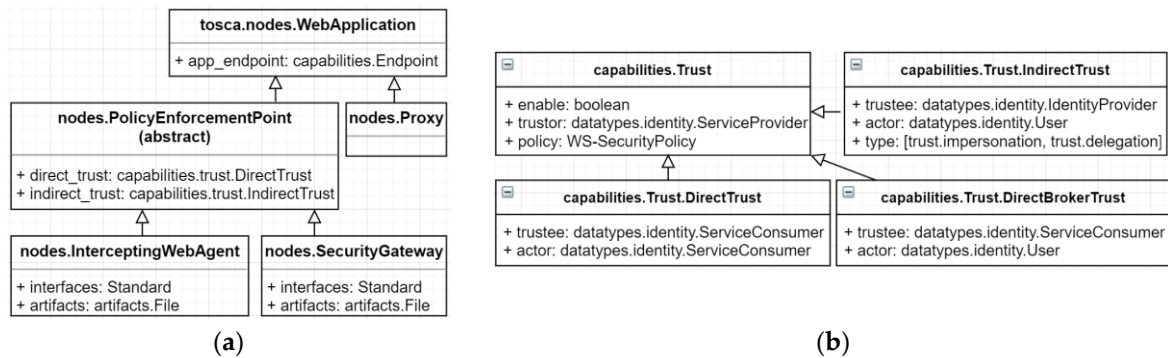 tosca.nodes.WebApplication
+ app_endpoint: capabilities.Endpoint
nodes.PolicyEnforcementPoint
(abstract)
+ direct_trust: capabilities.trust.DirectTrust
+ indirect_trust: capabilities.trust.IndirectTrust
nodes.Proxy
nodes.InterceptingWebAgent
+ interfaces: Standard
+ artifacts: artifacts.File
nodes.SecurityGateway
+ interfaces: Standard
+ artifacts: artifacts.File
(a)
capabilities.Trust
+ enable: boolean
+ trustor: datatypes.identity.ServiceProvider
+ policy: WS-SecurityPolicy
capabilities.Trust.IndirectTrust
+ trustee: datatypes.identity.IdentityProvider
+ actor: datatypes.identity.User
+ type: [trust.impersonation, trust.delegation]
capabilities.Trust.DirectTrust
+ trustee: datatypes.identity.ServiceConsumer
+ actor: datatypes.identity.ServiceConsumer
capabilities.Trust.DirectBrokerTrust
+ trustee: datatypes.identity.ServiceConsumer
+ actor: datatypes.identity.User
(b)